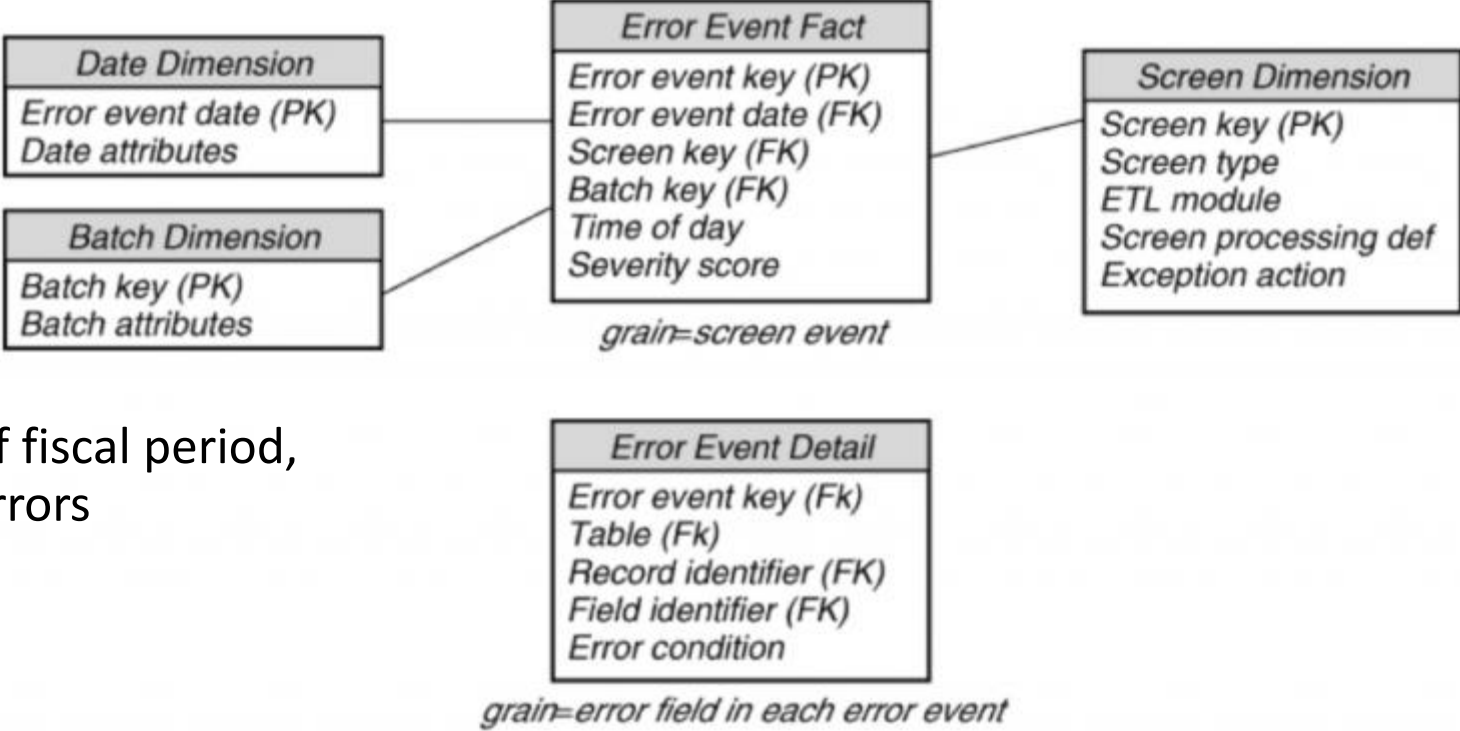 Date Dimension
Error event date (PK)
Date attributes
Batch Dimension
Batch key (PK)
Batch attributes
Error Event Fact
Error event key (PK)
Error event date (FK)
Screen key (FK)
Batch key (FK)
Time of day
Severity score
grain=screen event
Screen Dimension
Screen key (PK)
Screen type
ETL module
Screen processing def
Exception action
f fiscal period,
rrors
Error Event Detail
Error event key (Fk)
Table (Fk)
Record identifier (FK)
Field identifier (FK)
Error condition
grain=error field in each error event